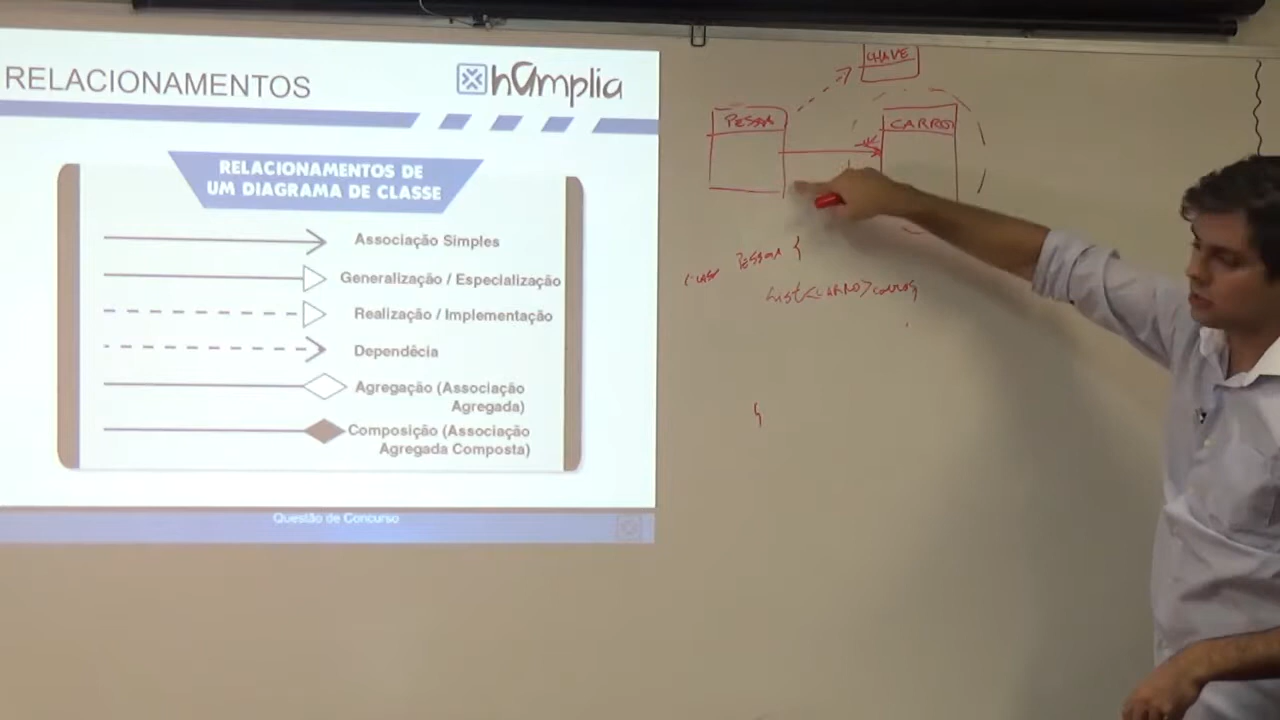 RELACIONAMENTOS
hamplia
RELACIONAMENTOS DE
UM DIAGRAMA DE CLASSE
Associação Simples
Generalização / Especialização
Realização / Implementação
Dependêcia
Agregação (Associação
Agregada)
Composição (Associação
Agregada Composta)
Questão de Concurso
CHAVE
PESSOA
CARRO
CLASS PESSOA {
List<CARRO> carros;
}